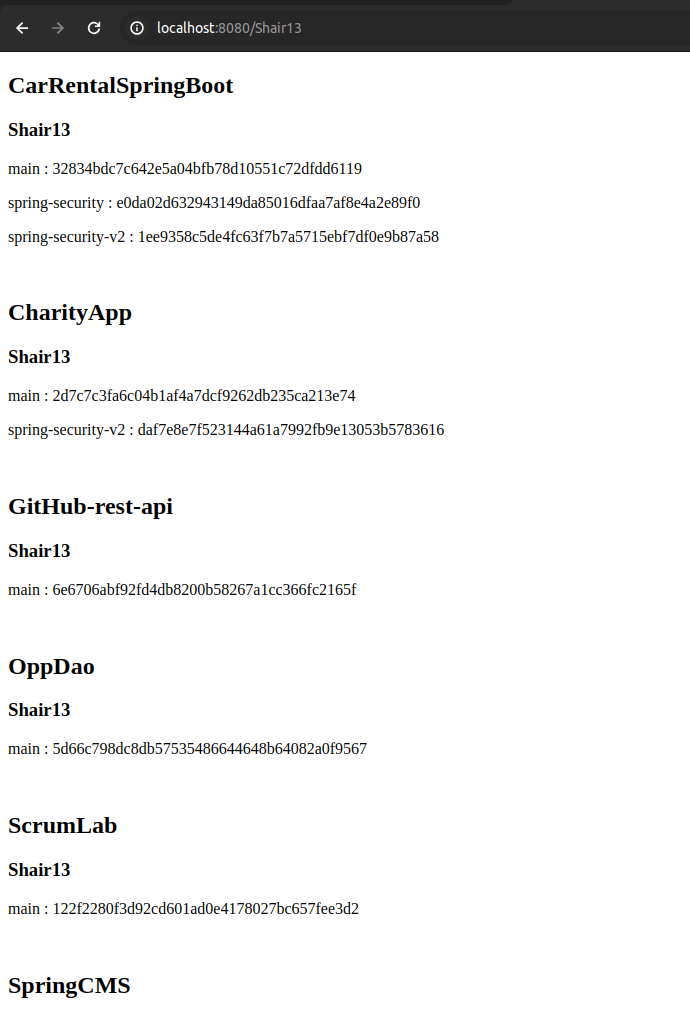 localhost:8080/Shair13
CarRentalSpringBoot
Shair13
main : 32834bdc7c642e5a04bfb78d10551c72dfdd6119
spring-security : e0da02d632943149da85016dfaa7af8e4a2e89f0
spring-security-v2 : 1ee9358c5de4fc63f7b7a5715ebf7df0e9b87a58
CharityApp
Shair13
main : 2d7c7c3fa6c04b1af4a7dcf9262db235ca213e74
spring-security-v2 : daf7e8e7f523144a61a7992fb9e13053b5783616
GitHub-rest-api
Shair13
main : 6e6706abf92fd4db8200b58267a1cc366fc2165f
OppDao
Shair13
main : 5d66c798dc8db57535486644648b64082a0f9567
ScrumLab
Shair13
main : 122f2280f3d92cd601ad0e4178027bc657fee3d2
SpringCMS